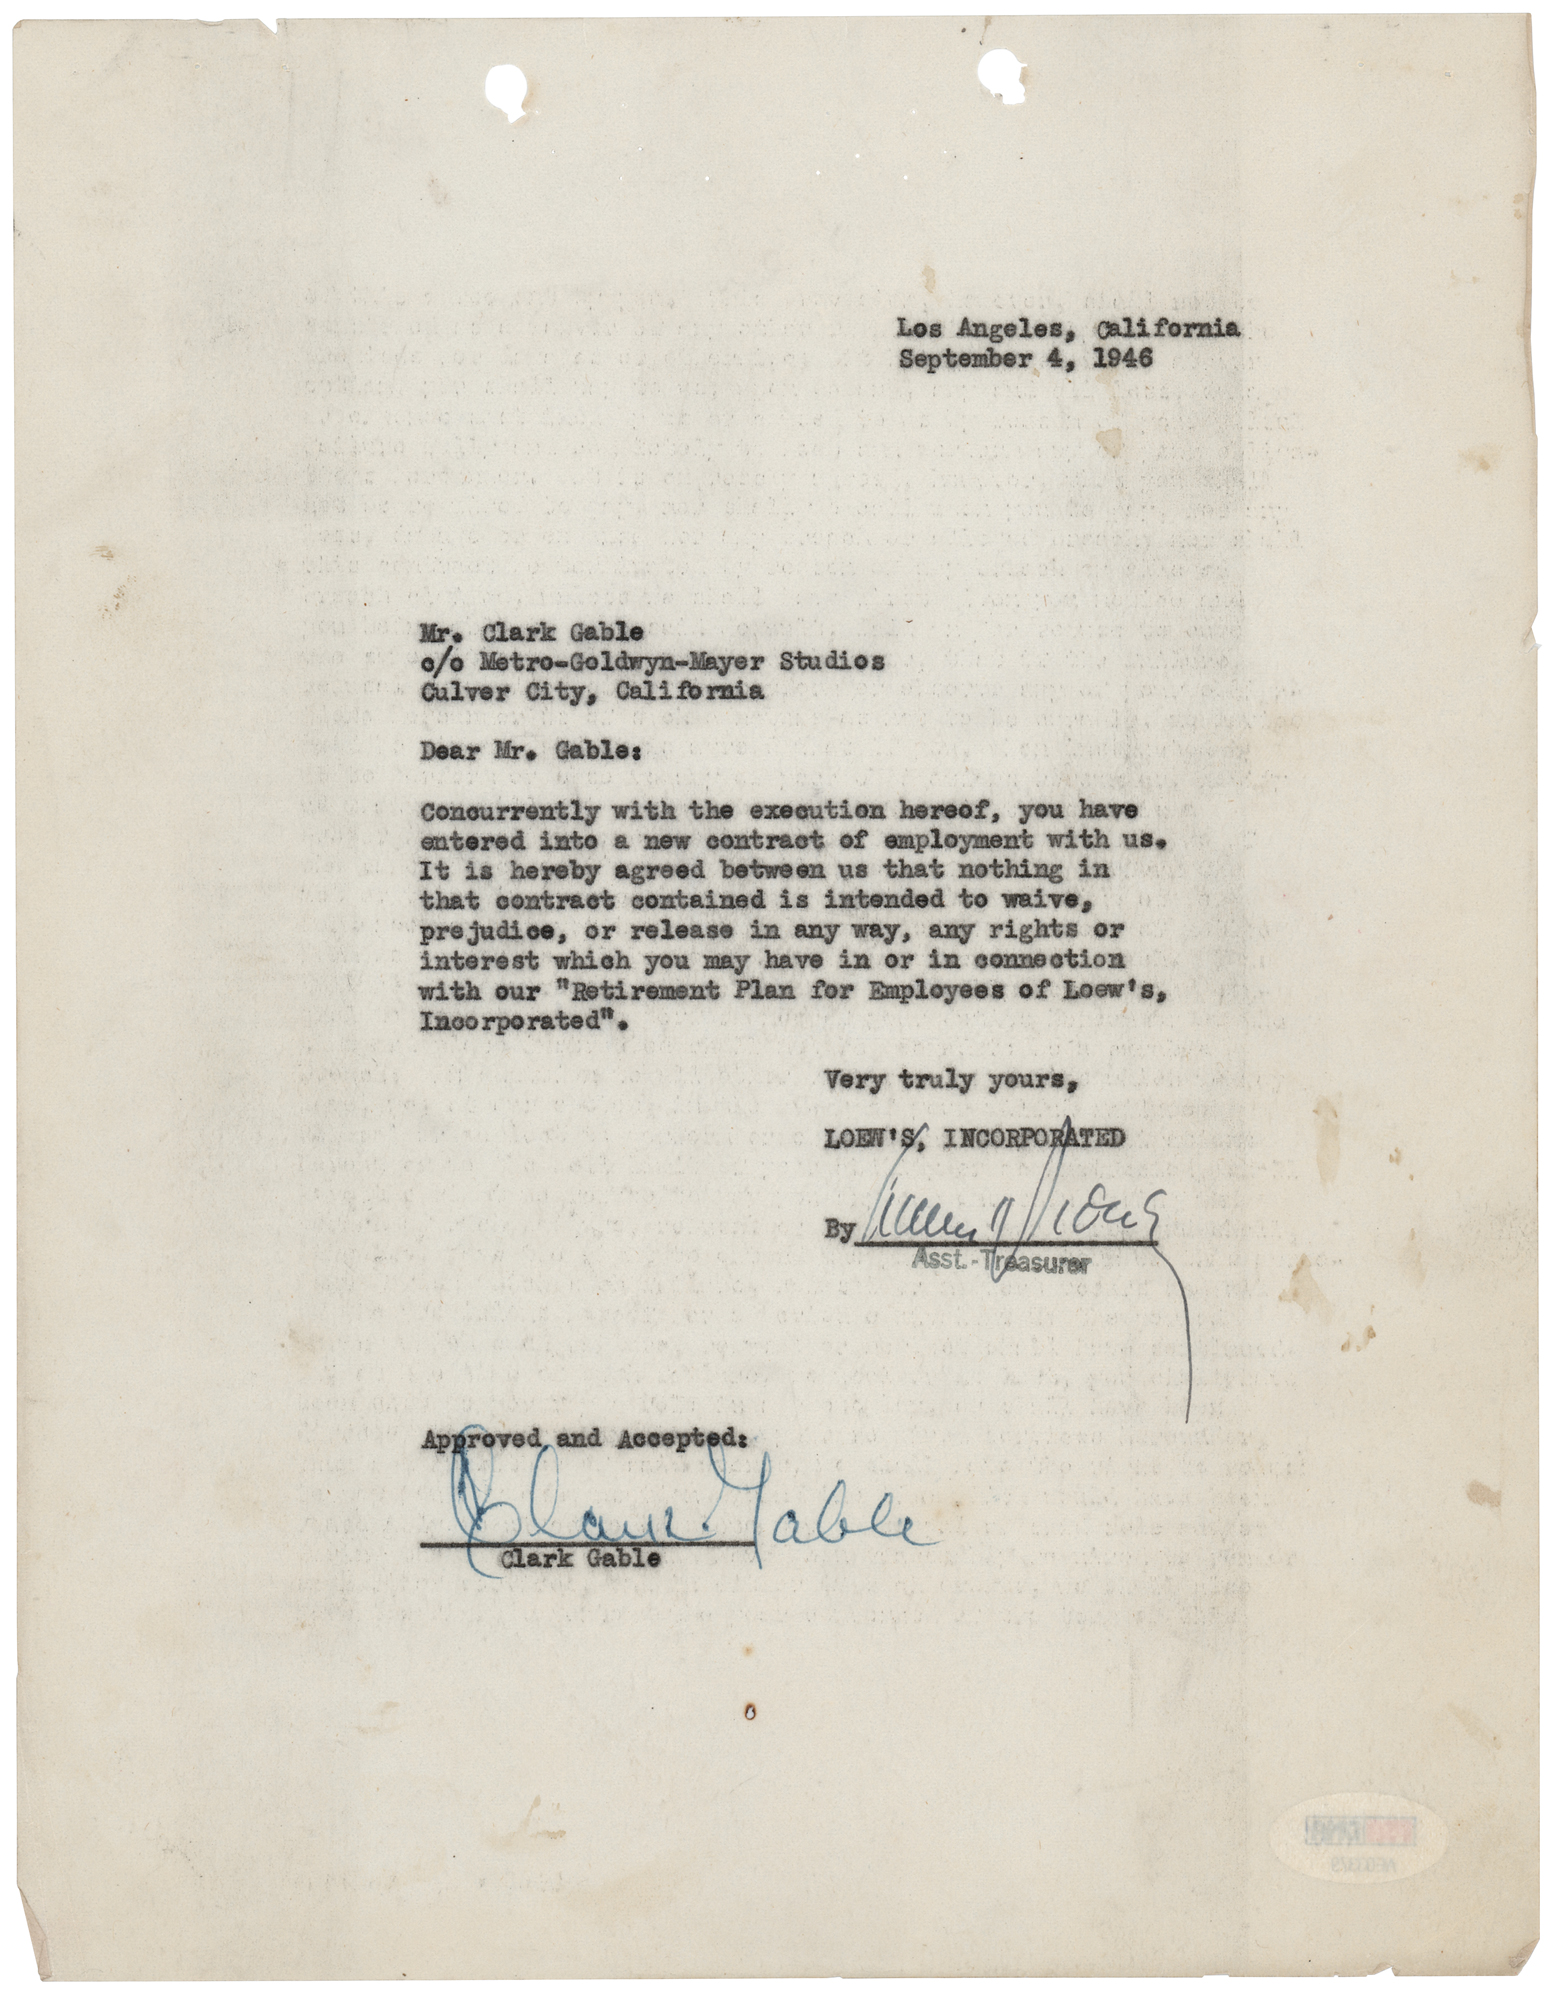 Los Angeles, California
September 4, 1946
Mr. Clark Gable
c/o Metro-Goldwyn-Mayer Studios
Culver City, California
Dear Mr. Gable:
Concurrently with the execution hereof, you have
entered into a new contract of employment with us.
It is hereby agreed between us that nothing in
that contract contained is intended to waive,
prejudice, or release in any way, any rights or
interest which you may have in or in connection
with our "Retirement Plan for Employees of Loew's,
Incorporated".
Very truly yours,
LOEW'S, INCORPORATED
By
Asst.-Treasurer
Approved and Accepted:
Clark Gable
Clark Gable